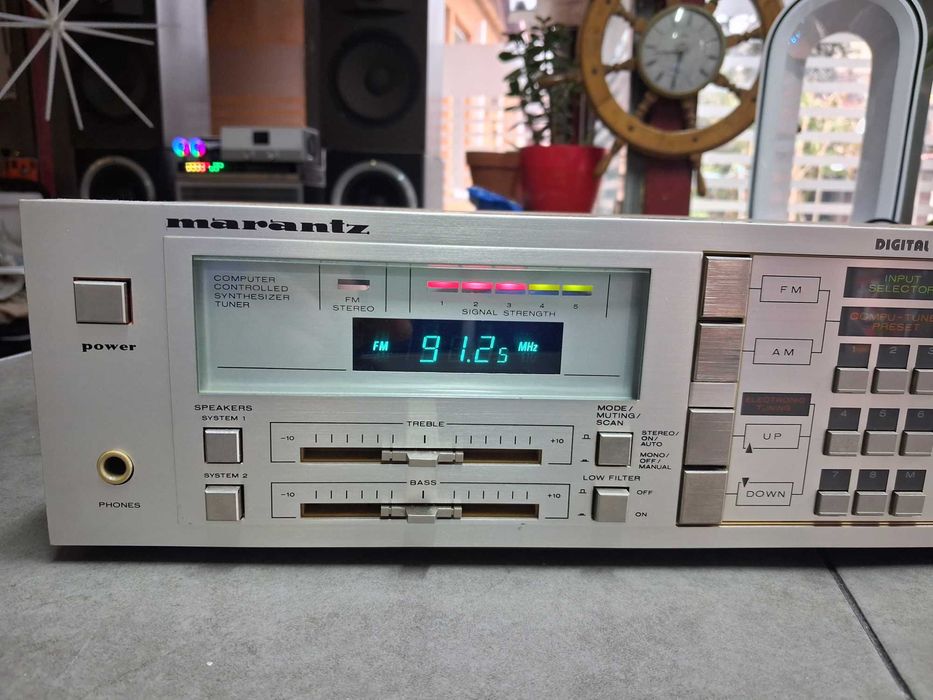 marantz
DIGITAL
COMPUTER
CONTROLLED
SYNTHESIZER
TUNER
FM
STEREO
1 2 3 4 5
SIGNAL STRENGTH
FM 91.25 MHz
power
PHONES
SPEAKERS
SYSTEM 1
SYSTEM 2
TREBLE
-10 +10
BASS
-10 +10
MODE/
MUTING/
SCAN
STEREO/
ON/
AUTO
MONO/
OFF/
MANUAL
LOW FILTER
OFF
ON
FM
AM
ELECTRONIC
TUNING
UP
DOWN
INPUT
SELECTOR
COMPU-TUNE
PRESET
1 2 3
4 5 6
7 8 M